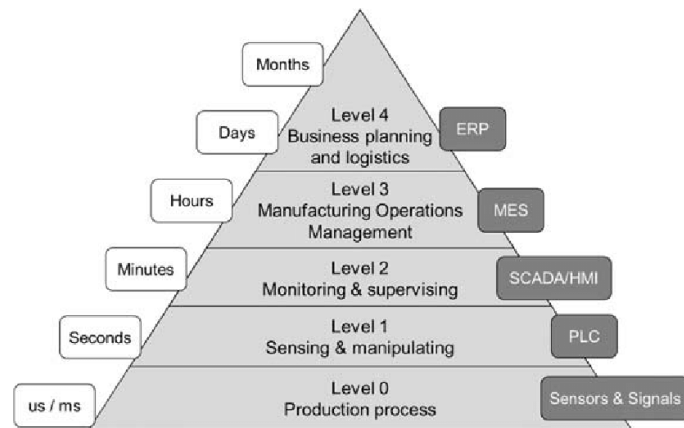 Months
Days
Level 4
Business planning
and logistics
ERP
Hours
Level 3
Manufacturing Operations
Management
MES
Minutes
Level 2
Monitoring & supervising
SCADA/HMI
Seconds
Level 1
Sensing & manipulating
PLC
us / ms
Level 0
Production process
Sensors & Signals